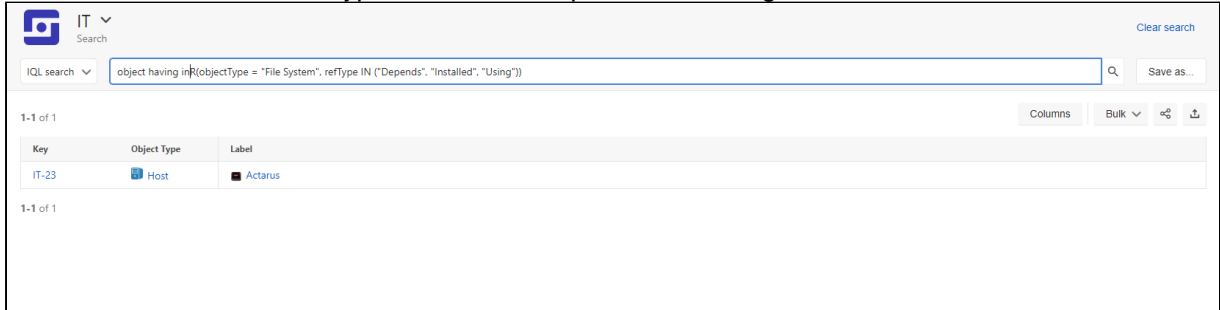 IT
Search
Clear search
IQL search
object having inR(objectType = "File System", refType IN ("Depends", "Installed", "Using"))
Save as...
1-1 of 1
Columns
Bulk
Key Object Type Label
IT-23 Host Actarus
1-1 of 1